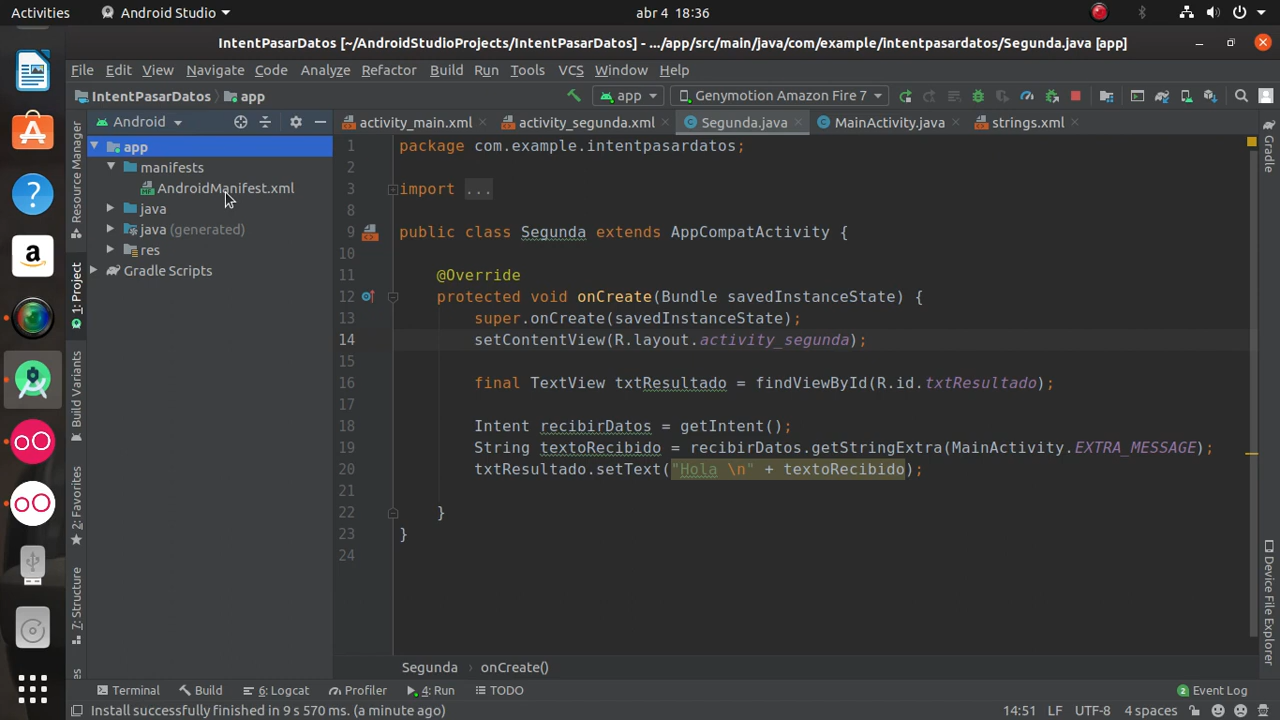 Activities
Android Studio
abr 4 18:36
IntentPasarDatos [~/AndroidStudioProjects/IntentPasarDatos] - .../app/src/main/java/com/example/intentpasardatos/Segunda.java [app]
File Edit View Navigate Code Analyze Refactor Build Run Tools VCS Window Help
IntentPasarDatos app
app
Genymotion Amazon Fire 7
Android
activity_main.xml activity_segunda.xml Segunda.java MainActivity.java strings.xml
Resource Manager
1: Project
Build Variants
2: Favorites
7: Structure
app
manifests
AndroidManifest.xml
java
java (generated)
res
Gradle Scripts
1 package com.example.intentpasardatos;
2
3 import ...
8
9 public class Segunda extends AppCompatActivity {
10
11 @Override
12 protected void onCreate(Bundle savedInstanceState) {
13 super.onCreate(savedInstanceState);
14 setContentView(R.layout.activity_segunda);
15
16 final TextView txtResultado = findViewById(R.id.txtResultado);
17
18 Intent recibirDatos = getIntent();
19 String textoRecibido = recibirDatos.getStringExtra(MainActivity.EXTRA_MESSAGE);
20 txtResultado.setText("Hola \n" + textoRecibido);
21
22 }
23 }
24
Gradle
Device File Explorer
Segunda › onCreate()
Terminal Build 6: Logcat Profiler 4: Run TODO
2 Event Log
Install successfully finished in 9 s 570 ms. (a minute ago)
14:51 LF UTF-8 4 spaces